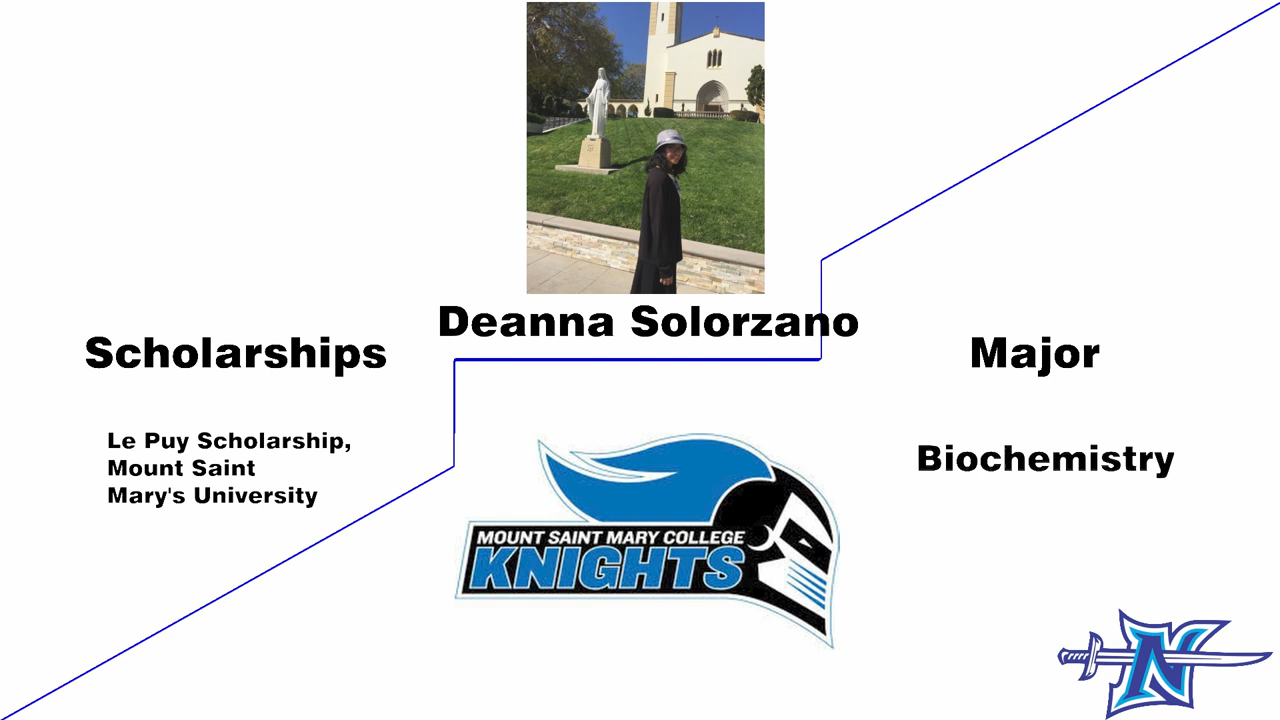 Deanna Solorzano
Scholarships
Le Puy Scholarship,
Mount Saint
Mary's University
Major
Biochemistry
MOUNT SAINT MARY COLLEGE
KNIGHTS
N